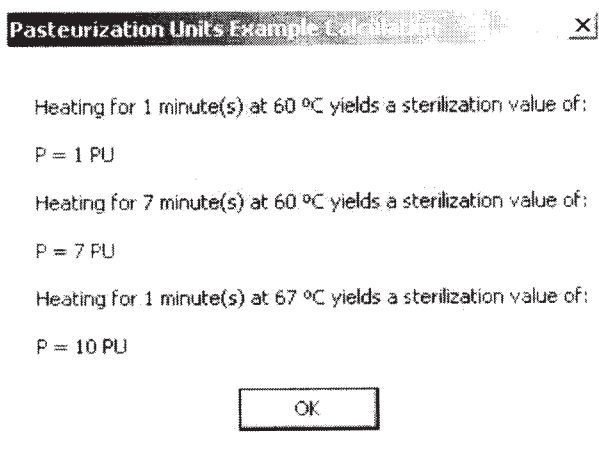 Pasteurization Units Example Calculation
Heating for 1 minute(s) at 60 ºC yields a sterilization value of:
P = 1 PU
Heating for 7 minute(s) at 60 ºC yields a sterilization value of:
P = 7 PU
Heating for 1 minute(s) at 67 ºC yields a sterilization value of:
P = 10 PU
OK